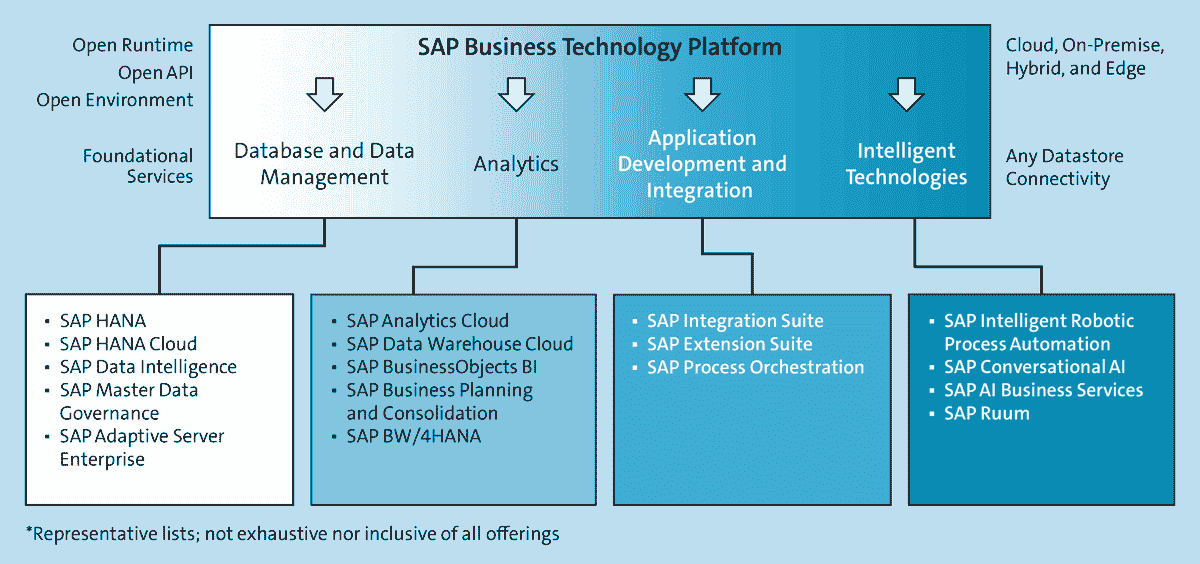 Open Runtime
Open API
Open Environment
Foundational
Services
SAP Business Technology Platform
Database and Data
Management
Analytics
Application
Development and
Integration
Intelligent
Technologies
Cloud, On-Premise,
Hybrid, and Edge
Any Datastore
Connectivity
▪ SAP HANA
▪ SAP HANA Cloud
▪ SAP Data Intelligence
▪ SAP Master Data
Governance
▪ SAP Adaptive Server
Enterprise
▪ SAP Analytics Cloud
▪ SAP Data Warehouse Cloud
▪ SAP BusinessObjects BI
▪ SAP Business Planning
and Consolidation
▪ SAP BW/4HANA
▪ SAP Integration Suite
▪ SAP Extension Suite
▪ SAP Process Orchestration
▪ SAP Intelligent Robotic
Process Automation
▪ SAP Conversational AI
▪ SAP AI Business Services
▪ SAP Ruum
*Representative lists; not exhaustive nor inclusive of all offerings